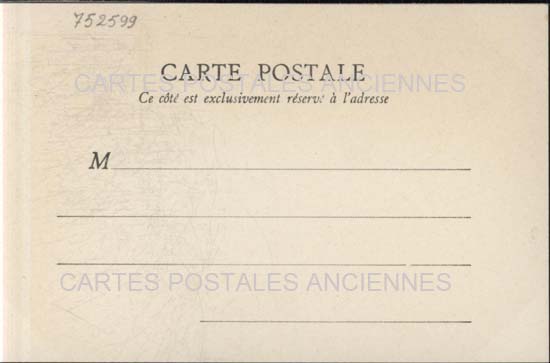 752599
CARTE POSTALE
CARTES POSTALES ANCIENNES
Ce côté est exclusivement réservé à l'adresse
M
CARTES POSTALES ANCIENNES